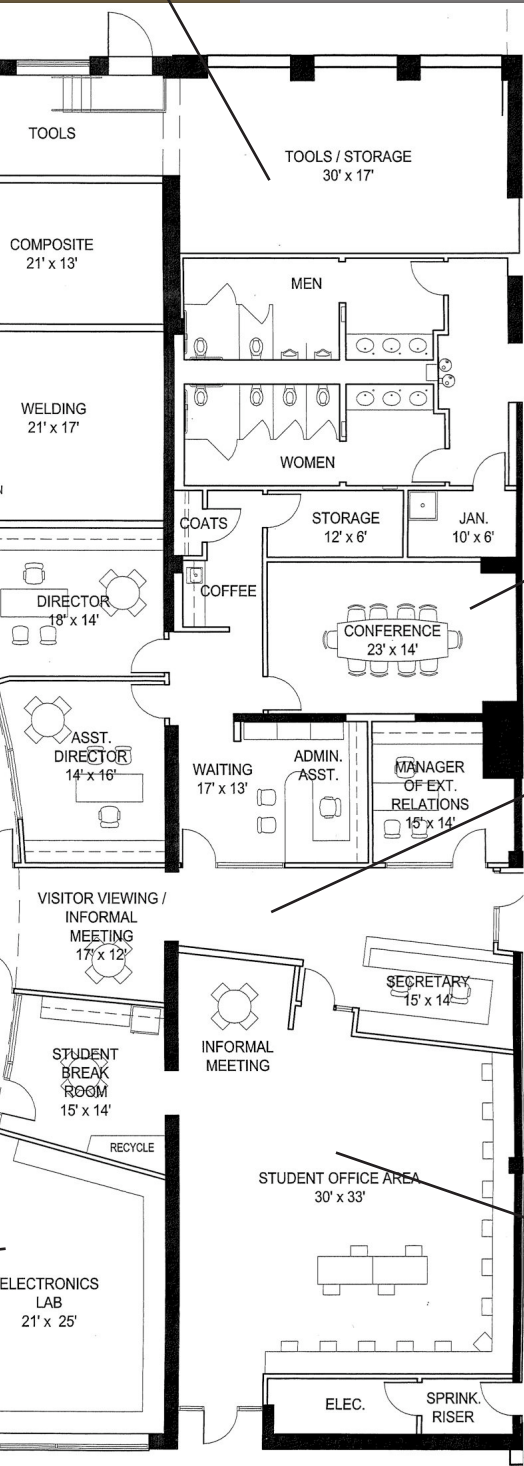 TOOLS
TOOLS / STORAGE
30' x 17'
COMPOSITE
21' x 13'
MEN
WELDING
21' x 17'
WOMEN
N
COATS
STORAGE
12' x 6'
JAN.
10' x 6'
COFFEE
DIRECTOR
18' x 14'
CONFERENCE
23' x 14'
ASST.
DIRECTOR
14' x 16'
WAITING
17' x 13'
ADMIN.
ASST.
MANAGER
OF EXT.
RELATIONS
15' x 14'
VISITOR VIEWING /
INFORMAL
MEETING
17' x 12'
SECRETARY
15' x 14'
INFORMAL
MEETING
STUDENT
BREAK
ROOM
15' x 14'
RECYCLE
STUDENT OFFICE AREA
30' x 33'
ELECTRONICS
LAB
21' x 25'
ELEC.
SPRINK.
RISER